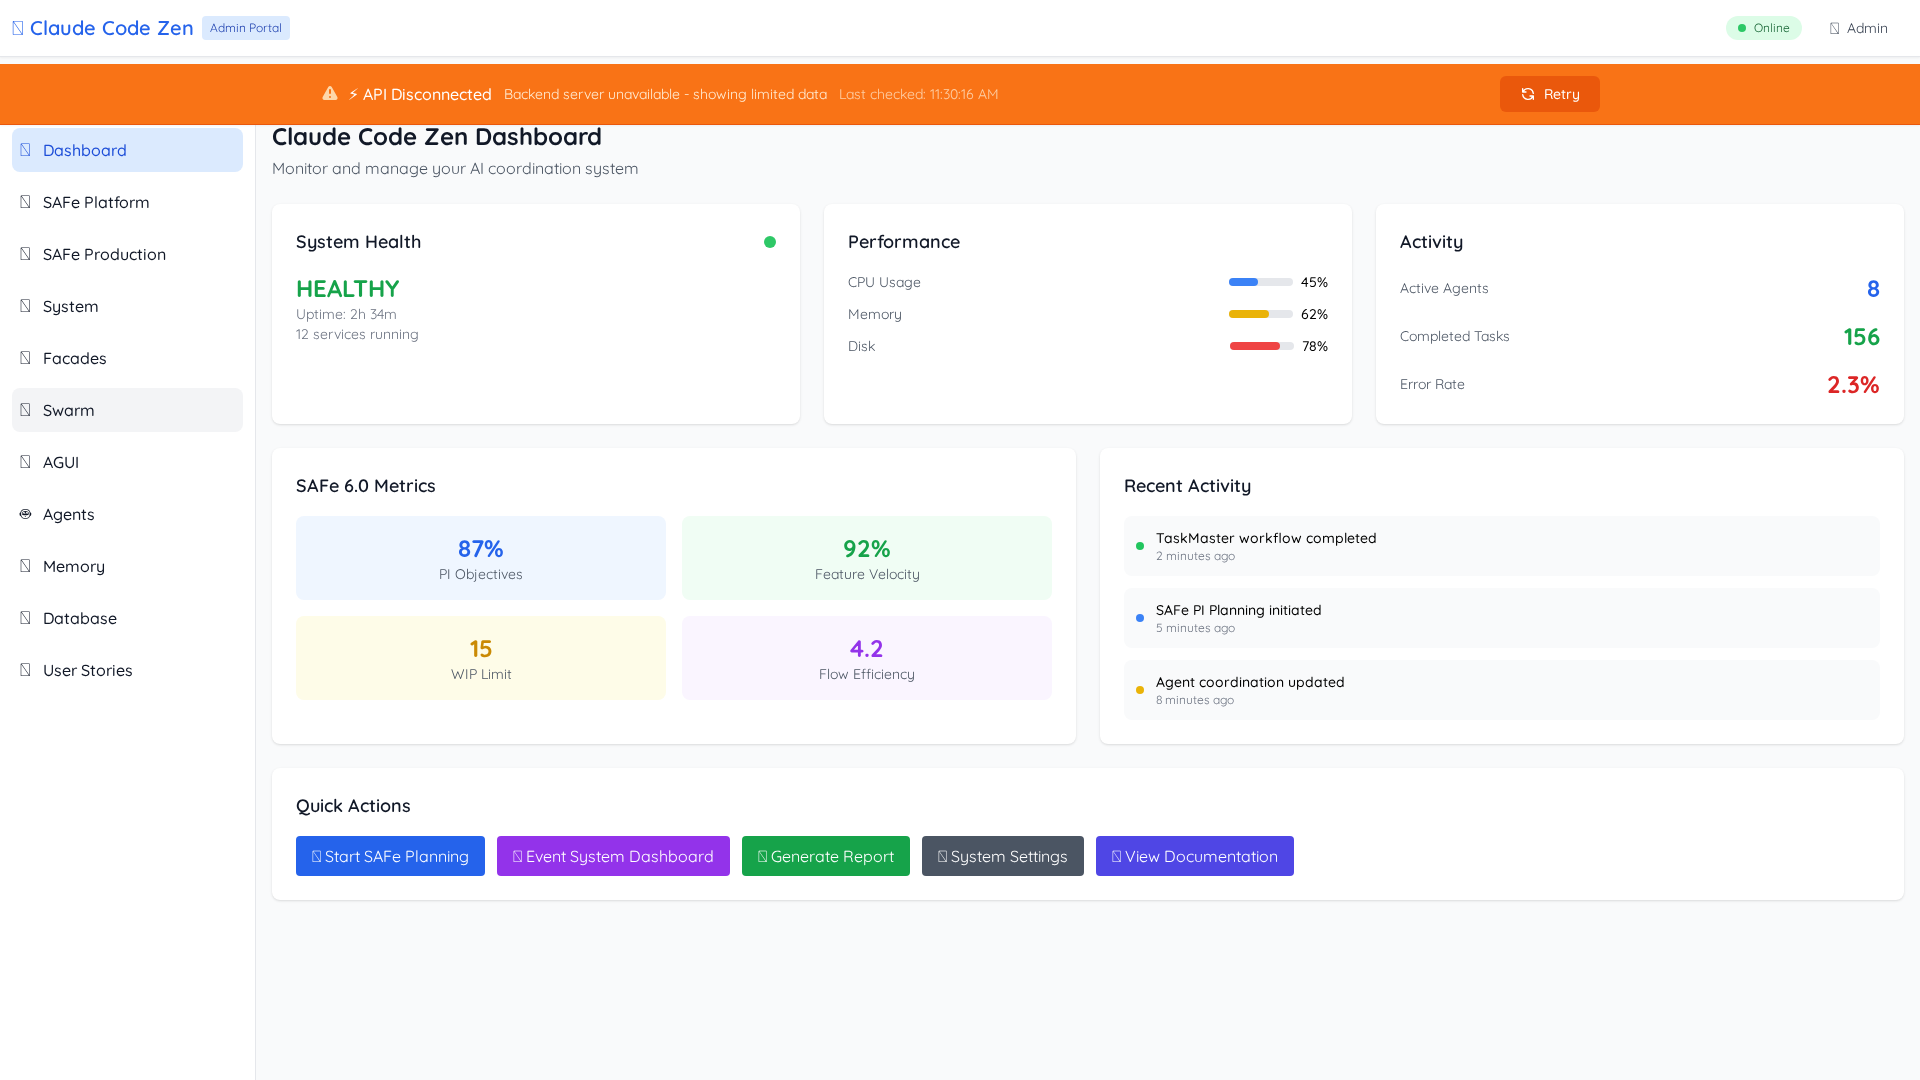 Claude Code Zen Admin Portal
Online
Admin
⚡ API Disconnected Backend server unavailable - showing limited data Last checked: 11:30:16 AM
Retry
Dashboard
SAFe Platform
SAFe Production
System
Facades
Swarm
AGUI
Agents
Memory
Database
User Stories
Claude Code Zen Dashboard
Monitor and manage your AI coordination system
System Health
HEALTHY
Uptime: 2h 34m
12 services running
Performance
CPU Usage 45%
Memory 62%
Disk 78%
Activity
Active Agents 8
Completed Tasks 156
Error Rate 2.3%
SAFe 6.0 Metrics
87%
PI Objectives
92%
Feature Velocity
15
WIP Limit
4.2
Flow Efficiency
Recent Activity
TaskMaster workflow completed
2 minutes ago
SAFe PI Planning initiated
5 minutes ago
Agent coordination updated
8 minutes ago
Quick Actions
Start SAFe Planning
Event System Dashboard
Generate Report
System Settings
View Documentation